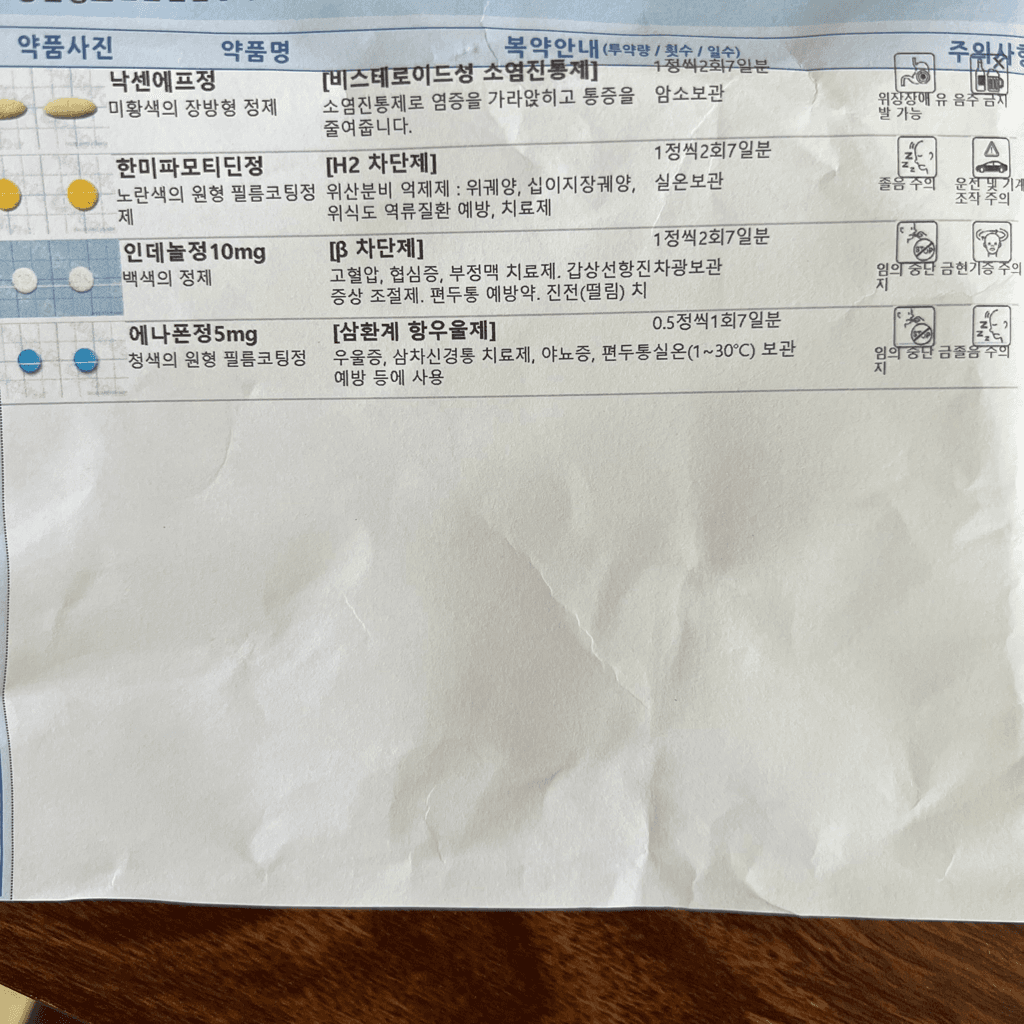 약품사진 약품명 복약안내(투약량 / 횟수 / 일수) 주의사항
낙센에프정 [비스테로이드성 소염진통제] 1정씩2회7일분
미황색의 장방형 정제 소염진통제로 염증을 가라앉히고 통증을 암소보관 위장장애 유 음주 금지
줄여줍니다. 발 가능
한미파모티딘정 [H2 차단제] 1정씩2회7일분
노란색의 원형 필름코팅정 위산분비 억제제 : 위궤양, 십이지장궤양, 실온보관 졸음 주의 운전 및 기계
제 위식도 역류질환 예방, 치료제 조작 주의
인데놀정10mg [β 차단제] 1정씩2회7일분
백색의 정제 고혈압, 협심증, 부정맥 치료제. 갑상선항진차광보관 임의 중단 금현기증 주의
증상 조절제. 편두통 예방약. 진전(떨림) 치 지
에나폰정5mg [삼환계 항우울제] 0.5정씩1회7일분
청색의 원형 필름코팅정 우울증, 삼차신경통 치료제, 야뇨증, 편두통실온(1~30℃) 보관 임의 중단 금졸음 주의
예방 등에 사용 지